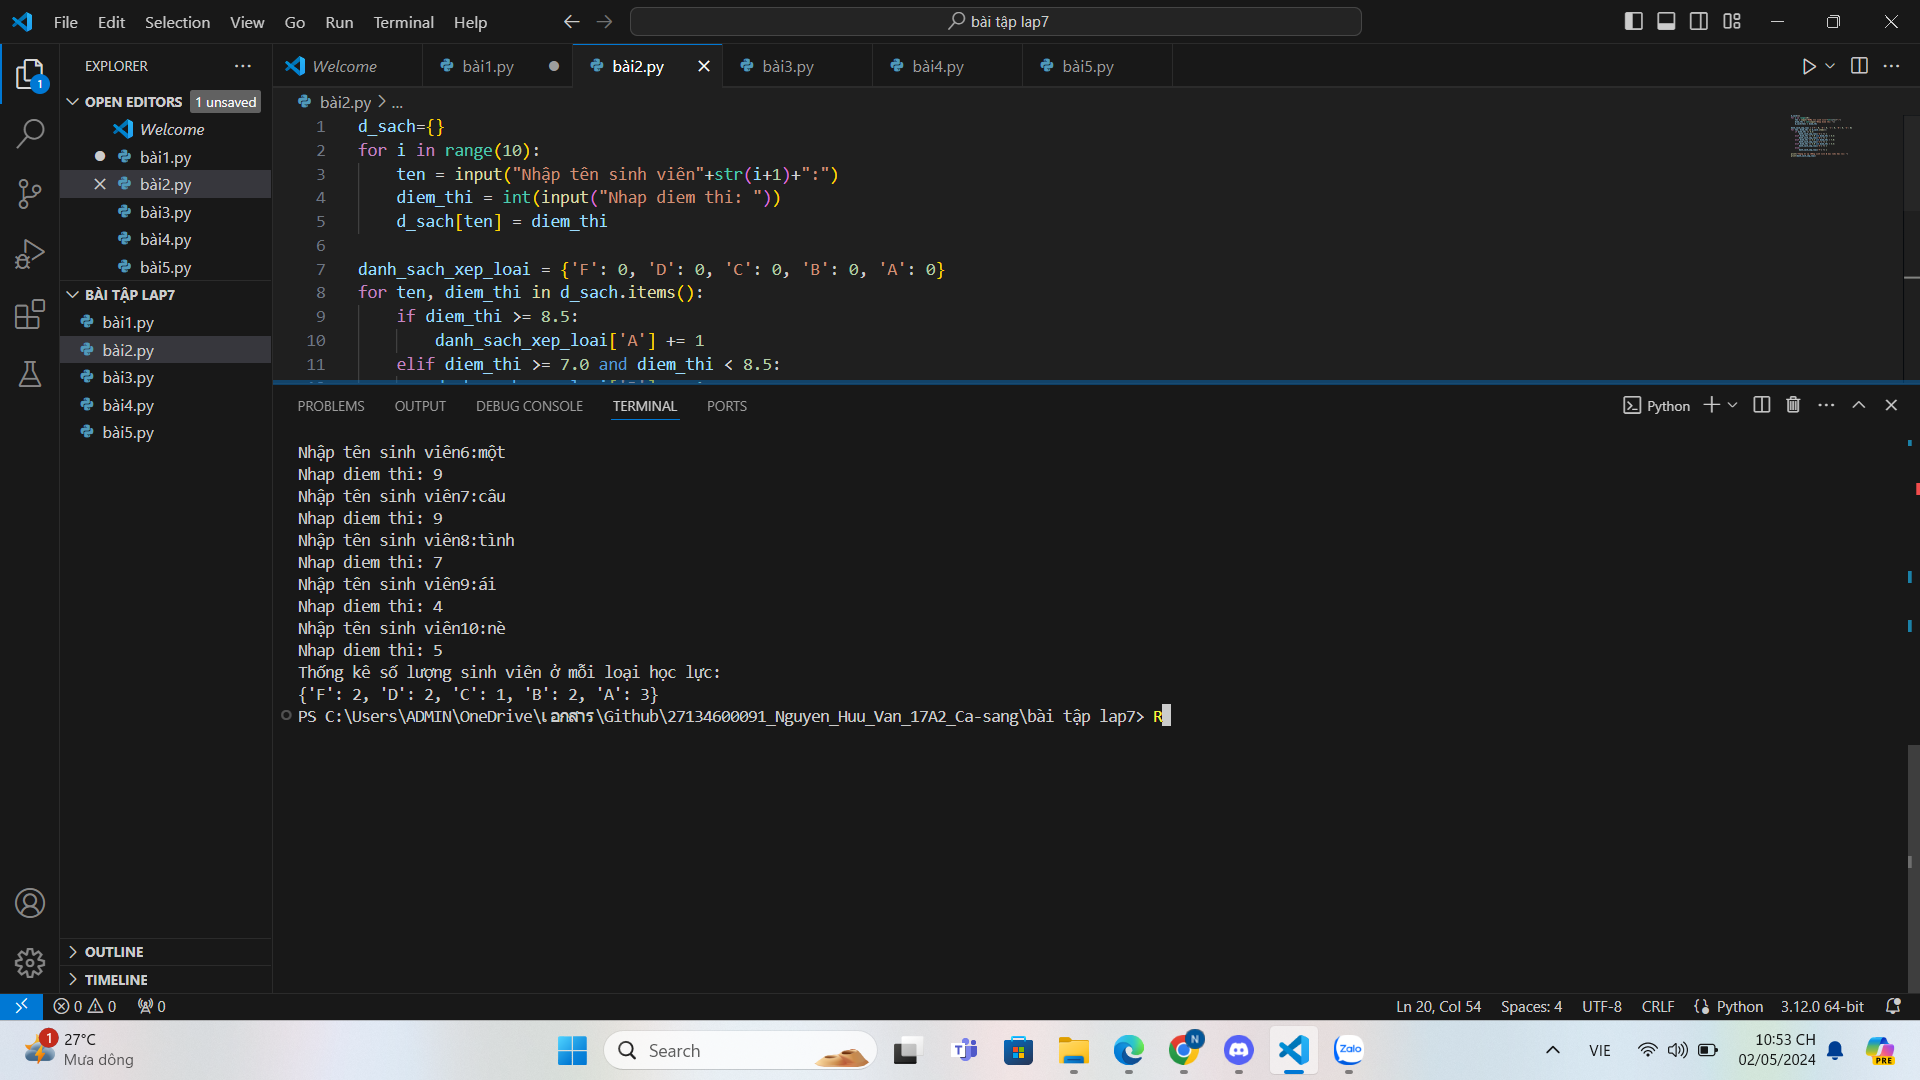 File Edit Selection View Go Run Terminal Help
bài tập lap7
EXPLORER
OPEN EDITORS 1 unsaved
Welcome
bài1.py
bài2.py
bài3.py
bài4.py
bài5.py
BÀI TẬP LAP7
bài1.py
bài2.py
bài3.py
bài4.py
bài5.py
OUTLINE
TIMELINE
Welcome bài1.py bài2.py bài3.py bài4.py bài5.py
bài2.py > ...
1 d_sach={}
2 for i in range(10):
3 ten = input("Nhập tên sinh viên"+str(i+1)+":")
4 diem_thi = int(input("Nhap diem thi: "))
5 d_sach[ten] = diem_thi
6
7 danh_sach_xep_loai = {'F': 0, 'D': 0, 'C': 0, 'B': 0, 'A': 0}
8 for ten, diem_thi in d_sach.items():
9 if diem_thi >= 8.5:
10 danh_sach_xep_loai['A'] += 1
11 elif diem_thi >= 7.0 and diem_thi < 8.5:
PROBLEMS OUTPUT DEBUG CONSOLE TERMINAL PORTS
Python
Nhập tên sinh viên6:một
Nhap diem thi: 9
Nhập tên sinh viên7:câu
Nhap diem thi: 9
Nhập tên sinh viên8:tình
Nhap diem thi: 7
Nhập tên sinh viên9:ái
Nhap diem thi: 4
Nhập tên sinh viên10:nè
Nhap diem thi: 5
Thống kê số lượng sinh viên ở mỗi loại học lực:
{'F': 2, 'D': 2, 'C': 1, 'B': 2, 'A': 3}
PS C:\Users\ADMIN\OneDrive\เอกสาร\Github\27134600091_Nguyen_Huu_Van_17A2_Ca-sang\bài tập lap7> R
0 0 0
Ln 20, Col 54 Spaces: 4 UTF-8 CRLF Python 3.12.0 64-bit
1
27°C
Mưa dông
Search
N
Zalo
VIE
10:53 CH
02/05/2024
PRE